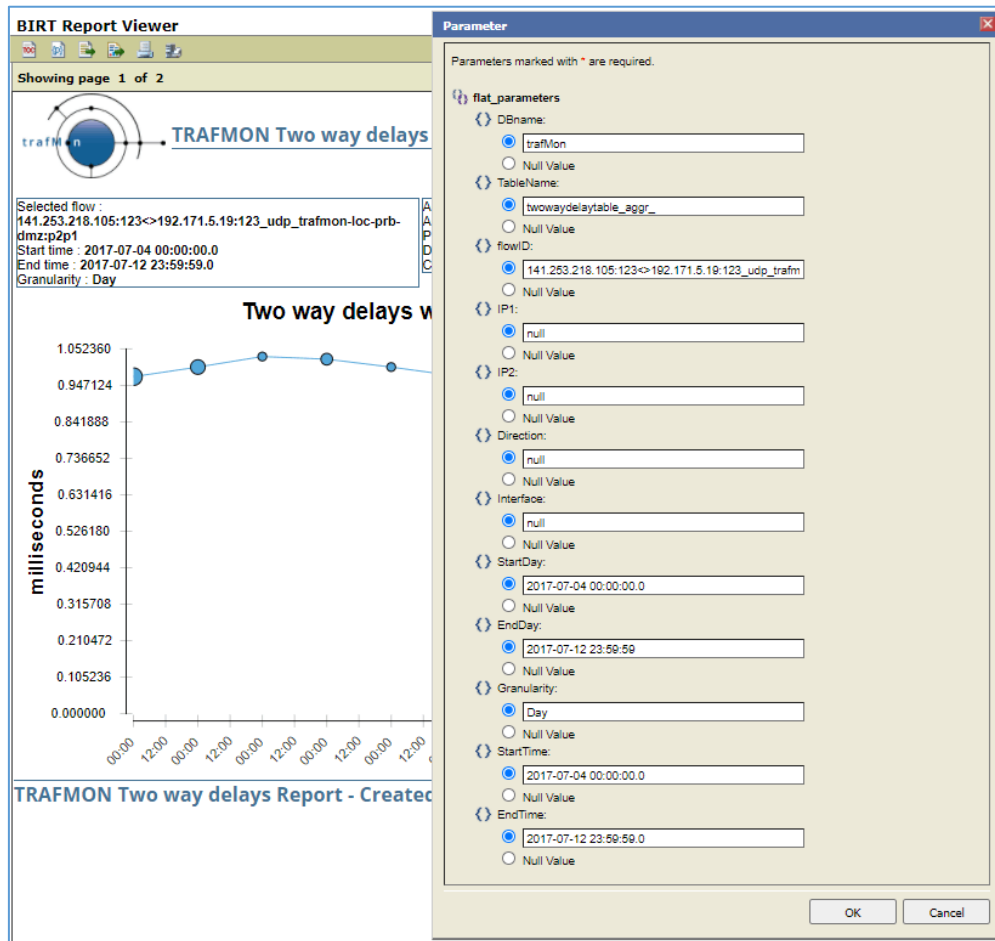 BIRT Report Viewer
Showing page 1 of 2
trafMon
TRAFMON Two way delays
Selected flow :
141.253.218.105:123<>192.171.5.19:123_udp_trafmon-loc-prb-
dmz:p2p1
Start time : 2017-07-04 00:00:00.0
End time : 2017-07-12 23:59:59.0
Granularity : Day
A
A
P
D
C
Two way delays w
milliseconds
1.052360
0.947124
0.841888
0.736652
0.631416
0.526180
0.420944
0.315708
0.210472
0.105236
0.000000
00:00 12:00 00:00 12:00 00:00 12:00 00:00 12:00 00:00 12:00
TRAFMON Two way delays Report - Created
Parameter
Parameters marked with * are required.
flat_parameters
DBname:
trafMon
Null Value
TableName:
twowaydelaytable_aggr_
Null Value
flowID:
141.253.218.105:123<>192.171.5.19:123_udp_trafm
Null Value
IP1:
null
Null Value
IP2:
null
Null Value
Direction:
null
Null Value
Interface:
null
Null Value
StartDay:
2017-07-04 00:00:00.0
Null Value
EndDay:
2017-07-12 23:59:59
Null Value
Granularity:
Day
Null Value
StartTime:
2017-07-04 00:00:00.0
Null Value
EndTime:
2017-07-12 23:59:59.0
Null Value
OK
Cancel